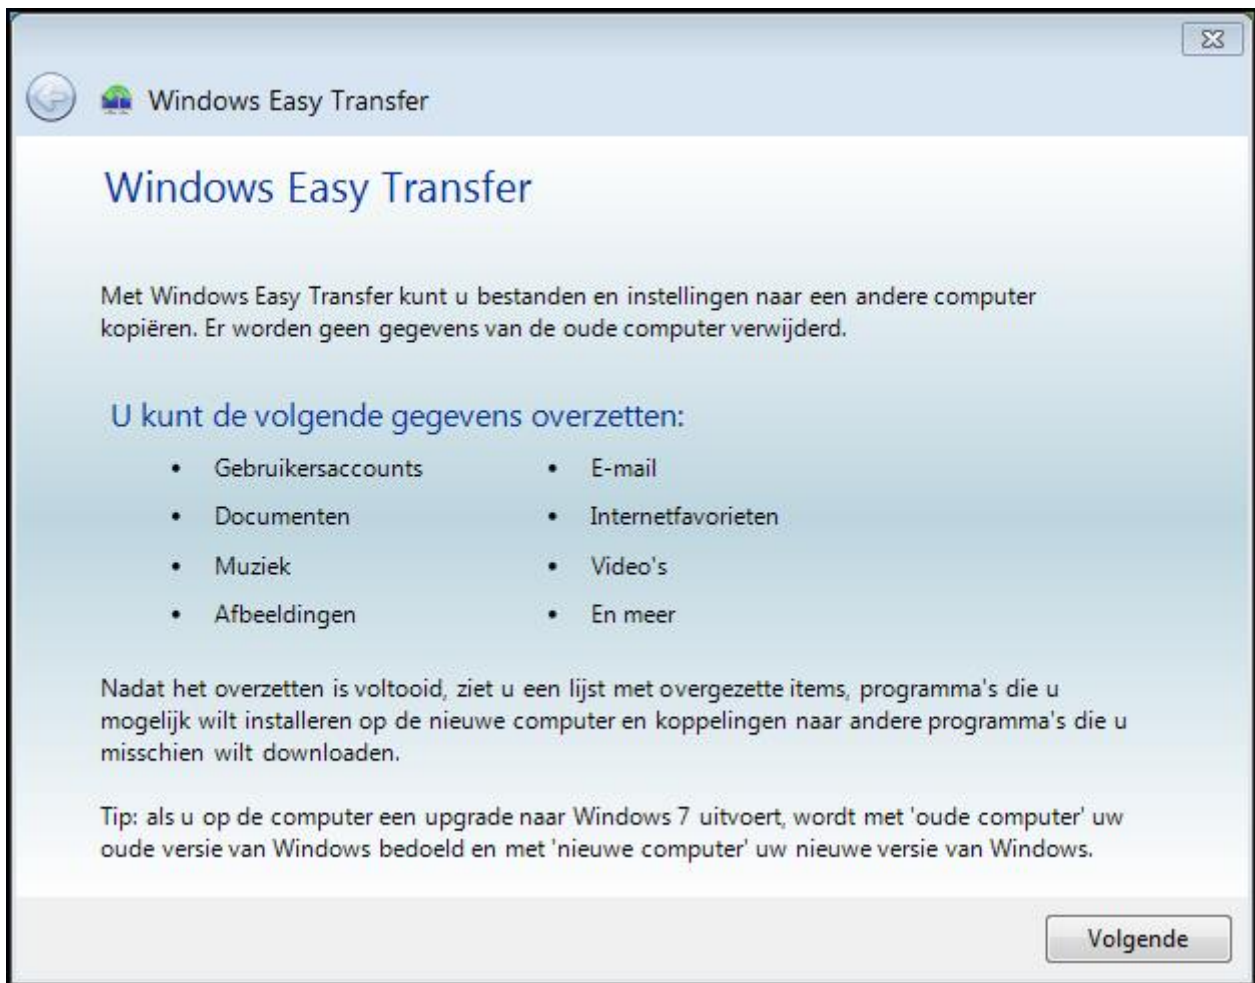 Windows Easy Transfer
Windows Easy Transfer
Met Windows Easy Transfer kunt u bestanden en instellingen naar een andere computer
kopiëren. Er worden geen gegevens van de oude computer verwijderd.
U kunt de volgende gegevens overzetten:
• Gebruikersaccounts
• Documenten
• Muziek
• Afbeeldingen
• E-mail
• Internetfavorieten
• Video's
• En meer
Nadat het overzetten is voltooid, ziet u een lijst met overgezette items, programma's die u
mogelijk wilt installeren op de nieuwe computer en koppelingen naar andere programma's die u
misschien wilt downloaden.
Tip: als u op de computer een upgrade naar Windows 7 uitvoert, wordt met 'oude computer' uw
oude versie van Windows bedoeld en met 'nieuwe computer' uw nieuwe versie van Windows.
Volgende